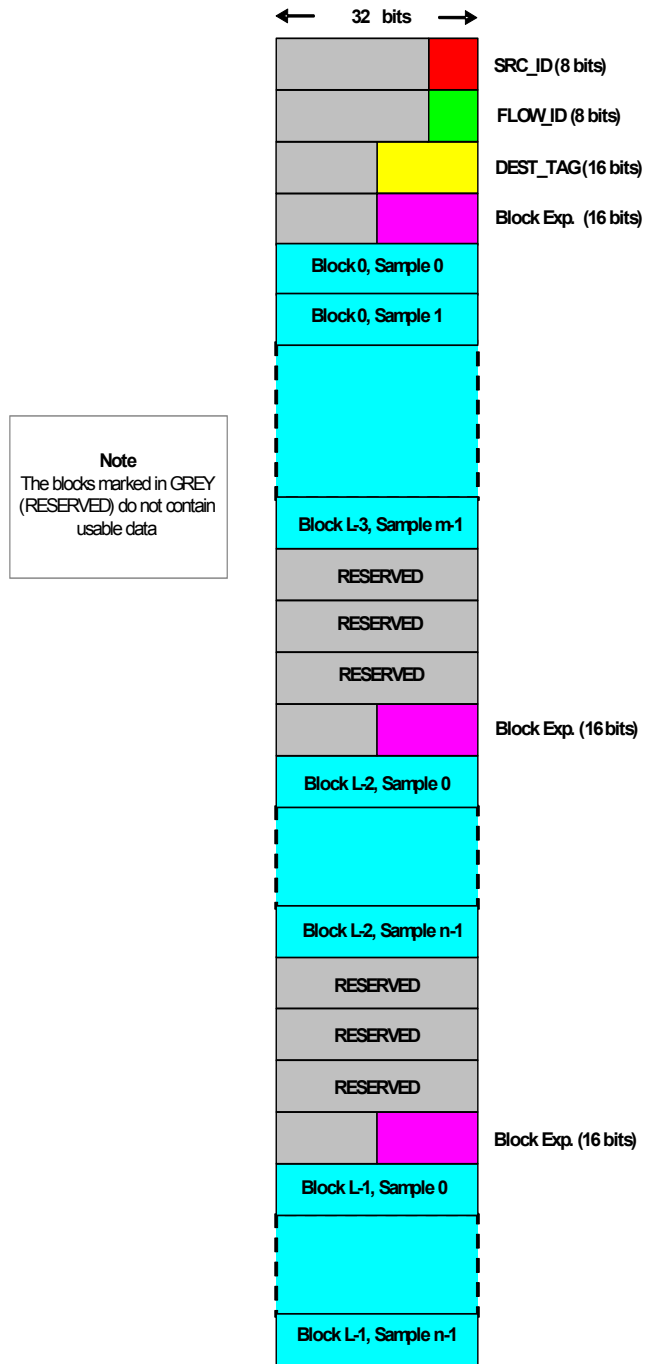 32 bits
SRC_ID (8 bits)
FLOW_ID (8 bits)
DEST_TAG (16 bits)
Block Exp. (16 bits)
Block 0, Sample 0
Block 0, Sample 1
Note
The blocks marked in GREY
(RESERVED) do not contain
usable data
Block L-3, Sample m-1
RESERVED
RESERVED
RESERVED
Block Exp. (16 bits)
Block L-2, Sample 0
Block L-2, Sample n-1
RESERVED
RESERVED
RESERVED
Block Exp. (16 bits)
Block L-1, Sample 0
Block L-1, Sample n-1